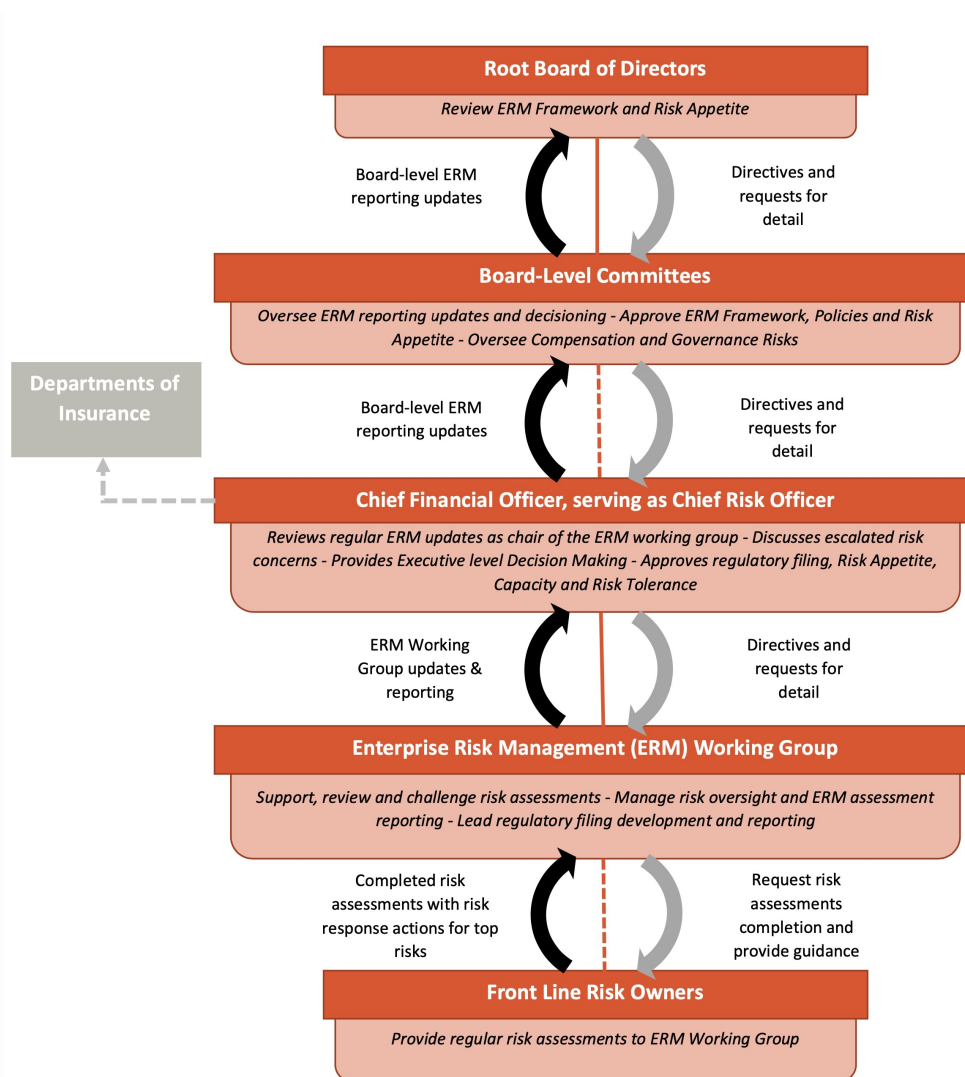 Root Board of Directors
Review ERM Framework and Risk Appetite
Board-level ERM
reporting updates
Directives and
requests for
detail
Board-Level Committees
Oversee ERM reporting updates and decisioning - Approve ERM Framework, Policies and Risk
Appetite - Oversee Compensation and Governance Risks
Departments of
Insurance
Board-level ERM
reporting updates
Directives and
requests for
detail
Chief Financial Officer, serving as Chief Risk Officer
Reviews regular ERM updates as chair of the ERM working group - Discusses escalated risk
concerns - Provides Executive level Decision Making - Approves regulatory filing, Risk Appetite,
Capacity and Risk Tolerance
ERM Working
Group updates &
reporting
Directives and
requests for
detail
Enterprise Risk Management (ERM) Working Group
Support, review and challenge risk assessments - Manage risk oversight and ERM assessment
reporting - Lead regulatory filing development and reporting
Completed risk
assessments with risk
response actions for top
risks
Request risk
assessments
completion and
provide guidance
Front Line Risk Owners
Provide regular risk assessments to ERM Working Group